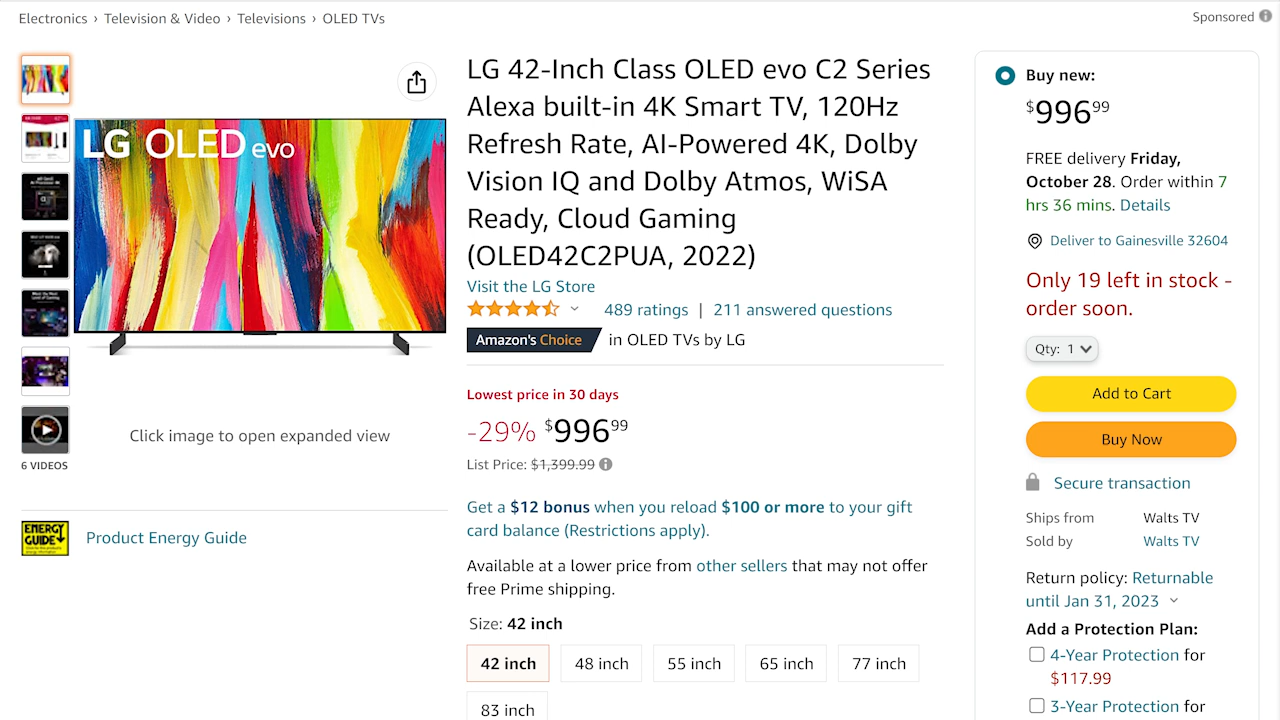 Electronics › Television & Video › Televisions › OLED TVs
Sponsored
LG OLED evo
Click image to open expanded view
6 VIDEOS
ENERGY
GUIDE
Product Energy Guide
LG 42-Inch Class OLED evo C2 Series
Alexa built-in 4K Smart TV, 120Hz
Refresh Rate, AI-Powered 4K, Dolby
Vision IQ and Dolby Atmos, WiSA
Ready, Cloud Gaming
(OLED42C2PUA, 2022)
Visit the LG Store
489 ratings | 211 answered questions
Amazon's Choice in OLED TVs by LG
Lowest price in 30 days
-29% $99699
List Price: $1,399.99
Get a $12 bonus when you reload $100 or more to your gift
card balance (Restrictions apply).
Available at a lower price from other sellers that may not offer
free Prime shipping.
Size: 42 inch
42 inch 48 inch 55 inch 65 inch 77 inch
83 inch
Buy new:
$99699
FREE delivery Friday,
October 28. Order within 7
hrs 36 mins. Details
Deliver to Gainesville 32604
Only 19 left in stock -
order soon.
Qty: 1
Add to Cart
Buy Now
Secure transaction
Ships from Walts TV
Sold by Walts TV
Return policy: Returnable
until Jan 31, 2023
Add a Protection Plan:
4-Year Protection for
$117.99
3-Year Protection for